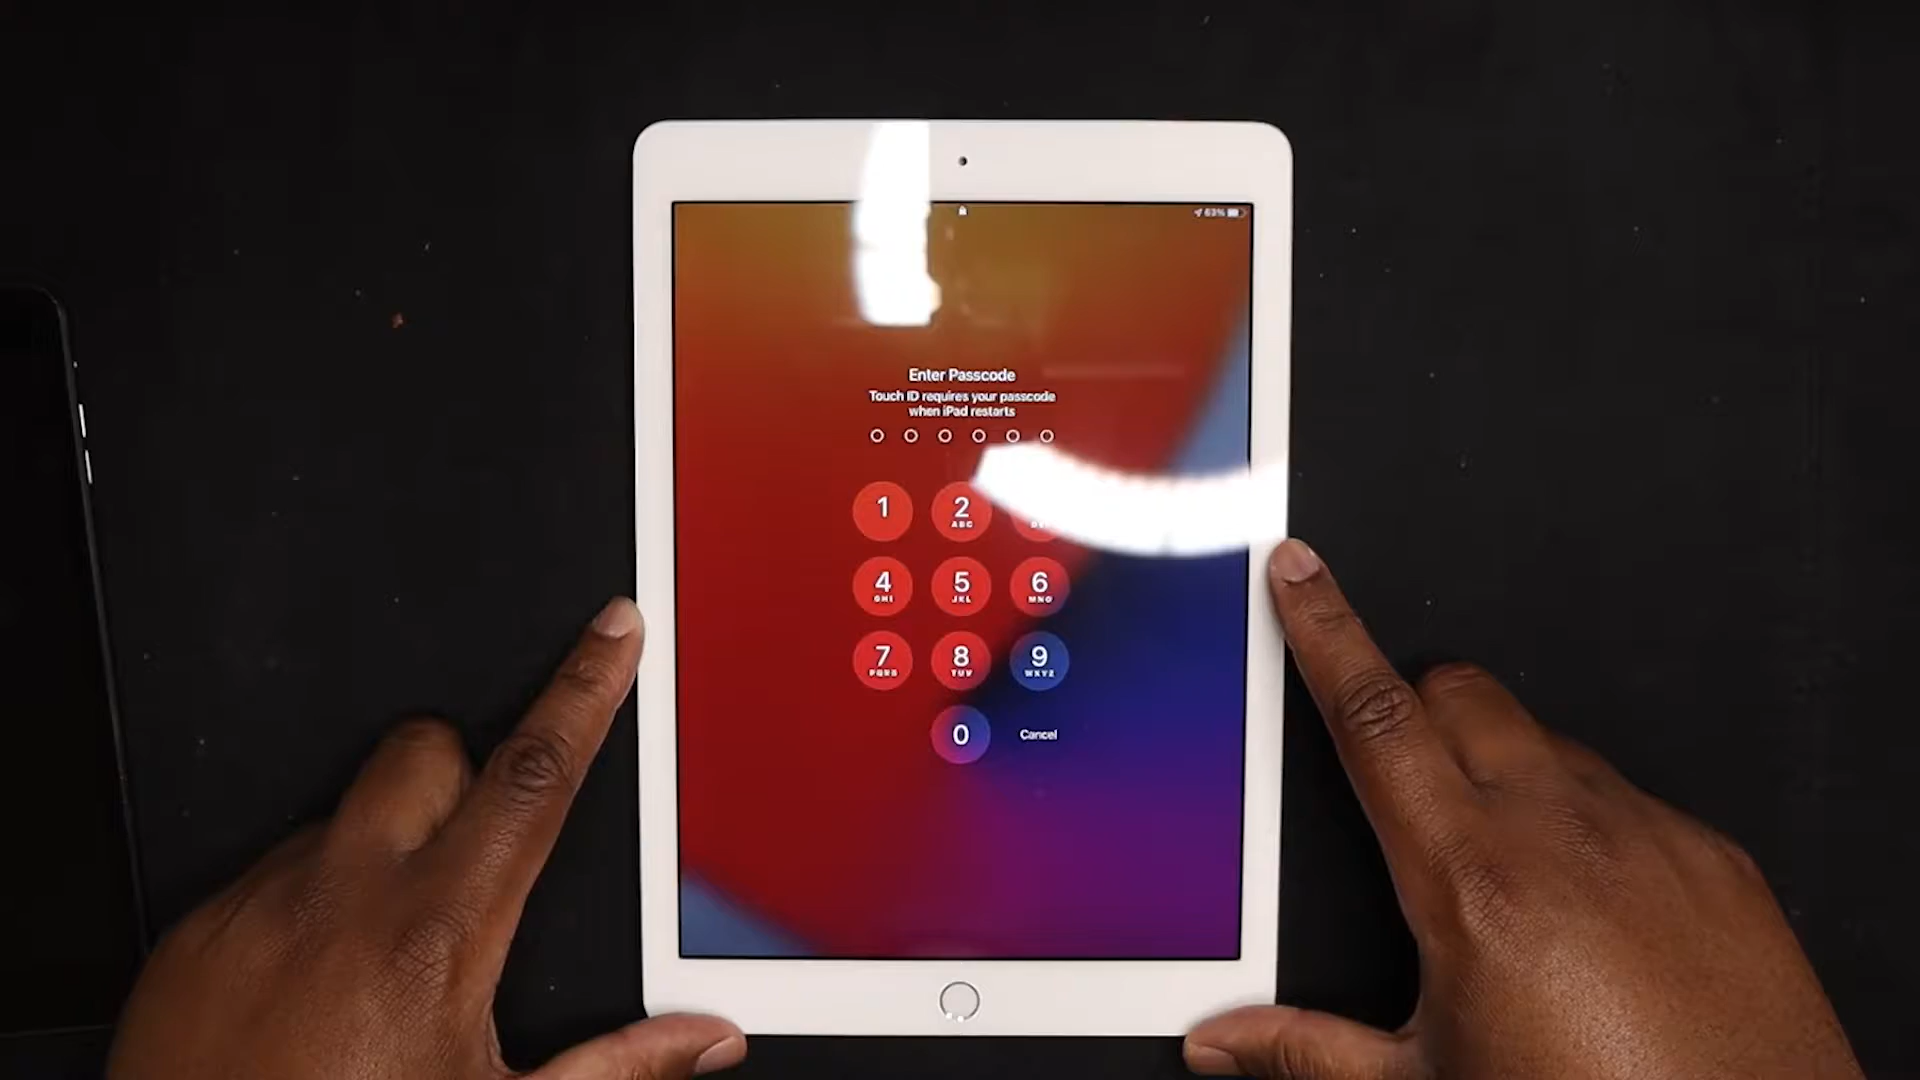 63%
Enter Passcode
Touch ID requires your passcode
when iPad restarts
1 2
ABC
4 5 6
GHI JKL MNO
7 8 9
PQRS TUV WXYZ
0 Cancel